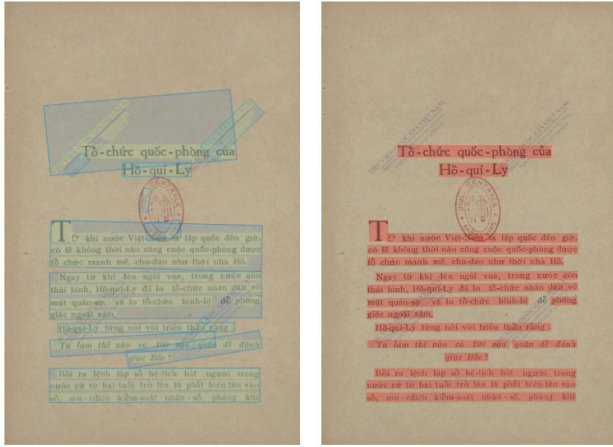 Tổ-chức quốc-phòng của
Hồ-quí-Ly
Từ khi nước Việt-Nam ta lập quốc đến giờ,
có lẽ không thời nào công cuộc quốc-phòng được
tổ chức mạnh mẽ, chu-đáo như thời nhà Hồ.
Ngay từ khi lên ngôi vua, trong nước còn
thái bình, Hồ-quí-Ly đã lo tổ-chức nhân dân về
mặt quân-sự, và lo tổ-chức binh-bị để phòng
giặc ngoài xâm.
Hồ-quí-Ly từng nói với triều thần rằng :
Ta làm thế nào có 100 vạn quân để đánh
giặc Bắc ?
Rồi ra lệnh lập sổ hộ-tịch bắt người trong
nước cứ từ hai tuổi trở lên là phải biên tên vào
sổ, mục-đích kiểm-soát nhân-số, phòng khi
Tổ-chức quốc-phòng của
Hồ-quí-Ly
Từ khi nước Việt-Nam ta lập quốc đến giờ,
có lẽ không thời nào công cuộc quốc-phòng được
tổ chức mạnh mẽ, chu-đáo như thời nhà Hồ.
Ngay từ khi lên ngôi vua, trong nước còn
thái bình, Hồ-quí-Ly đã lo tổ-chức nhân dân về
mặt quân-sự, và lo tổ-chức binh-bị để phòng
giặc ngoài xâm.
Hồ-quí-Ly từng nói với triều thần rằng :
Ta làm thế nào có 100 vạn quân để đánh
giặc Bắc ?
Rồi ra lệnh lập sổ hộ-tịch bắt người trong
nước cứ từ hai tuổi trở lên là phải biên tên vào
sổ, mục-đích kiểm-soát nhân-số, phòng khi